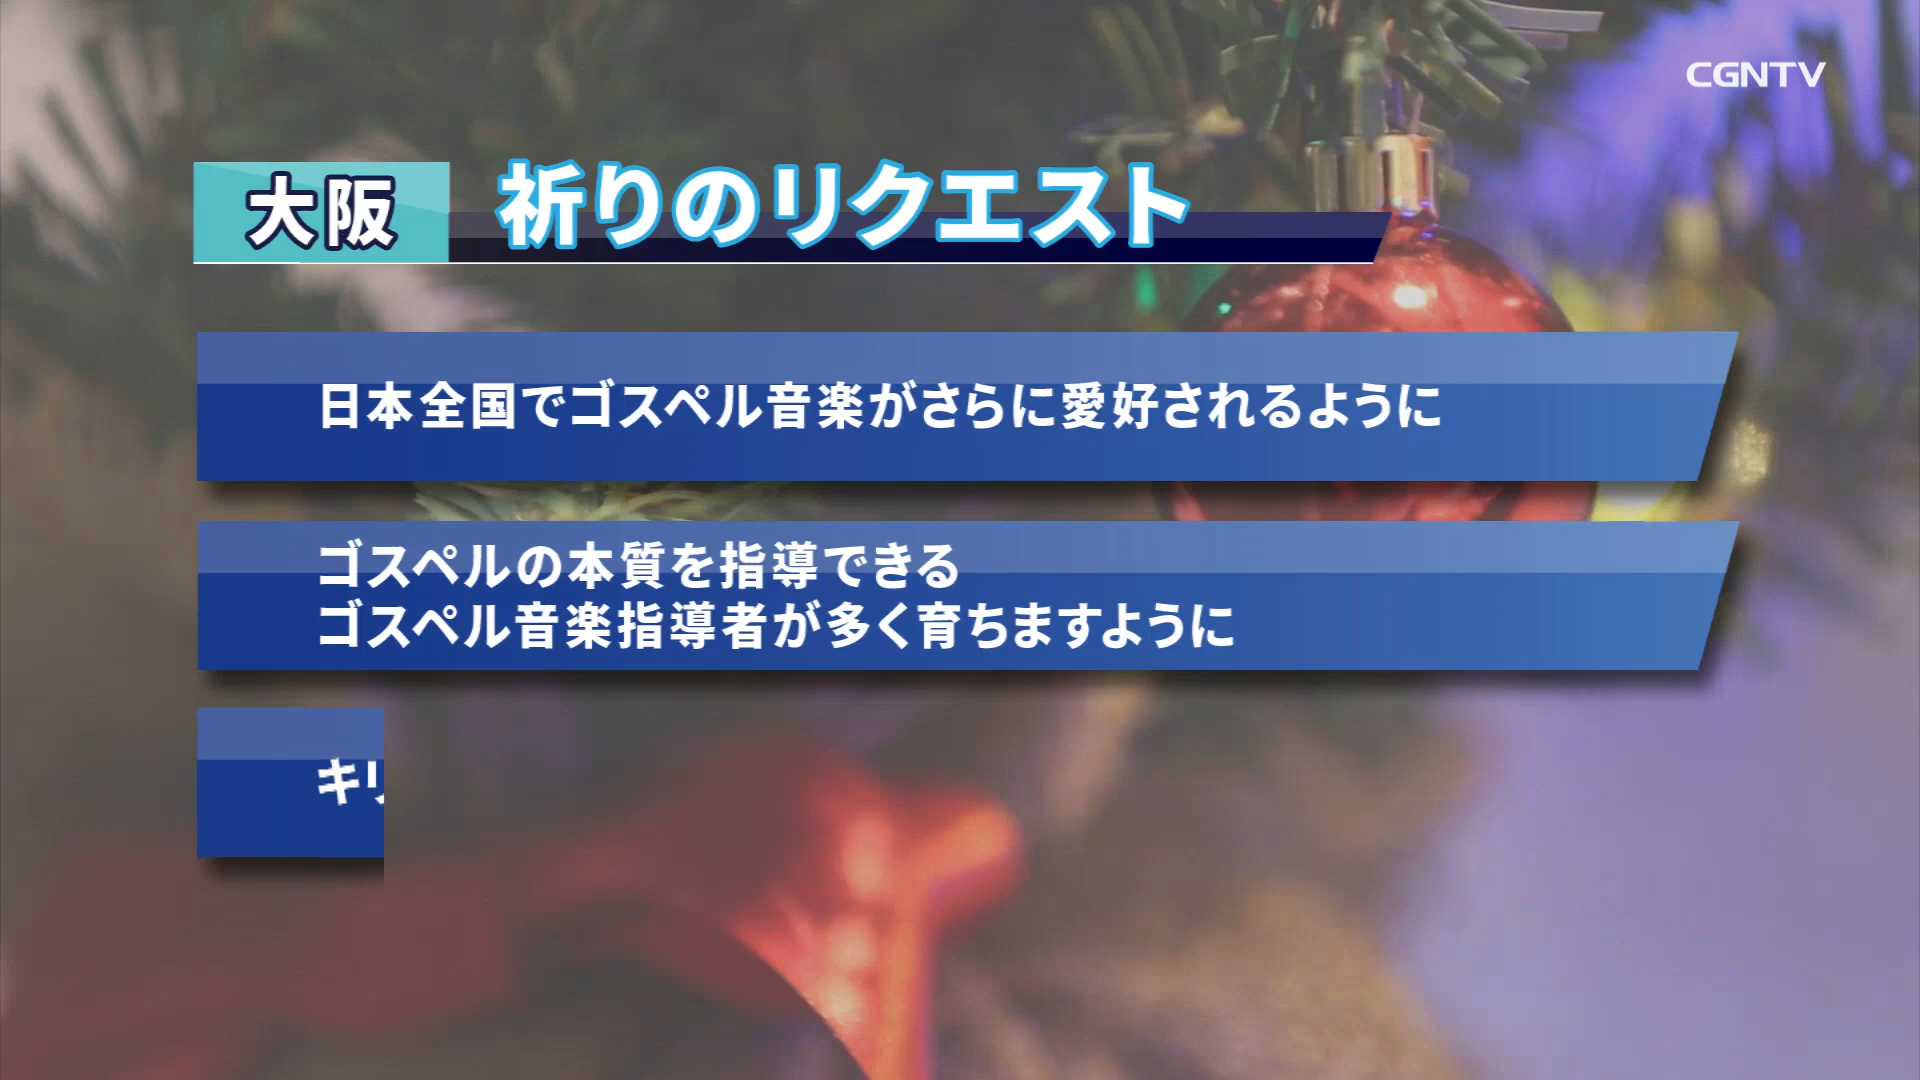 CGNTV
大阪 祈りのリクエスト
日本全国でゴスペル音楽がさらに愛好されるように
ゴスペルの本質を指導できる
ゴスペル音楽指導者が多く育ちますように
キリ